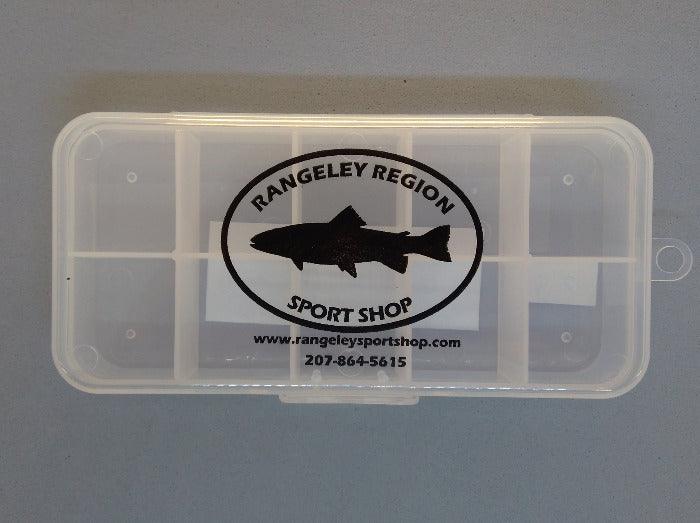 RANGELEY REGION
SPORT SHOP
www.rangeleysportshop.com
207-864-5615